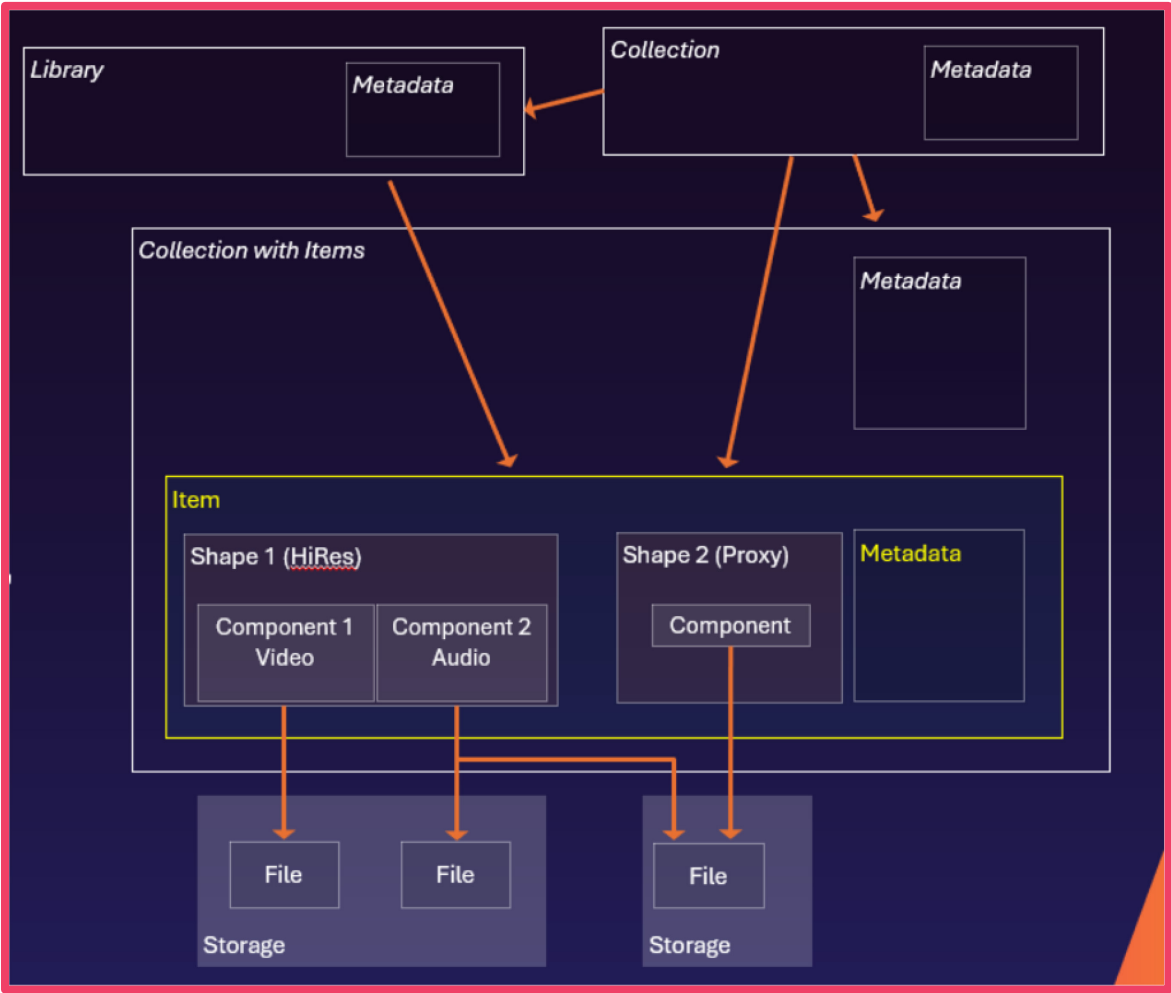 Library
Metadata
Collection
Metadata
Collection with Items
Metadata
Item
Shape 1 (HiRes)
Component 1
Video
Component 2
Audio
Shape 2 (Proxy)
Component
Metadata
File
File
Storage
File
Storage